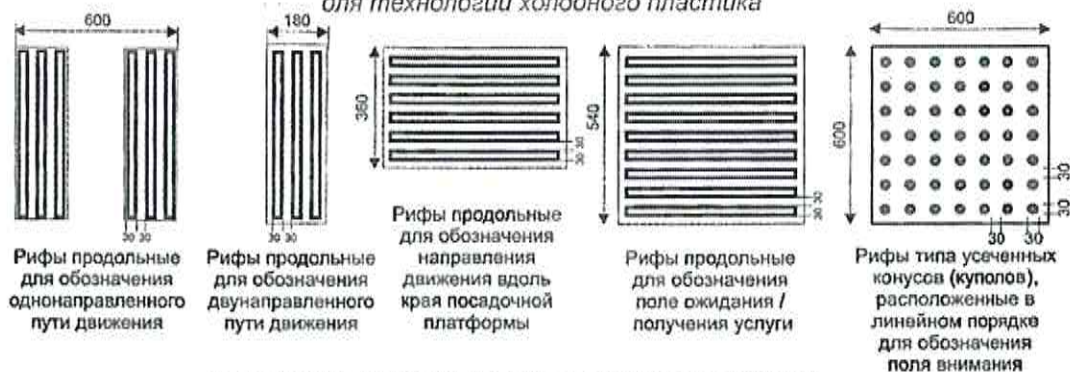 для технологии холодного пластика
600
30 30
Рифы продольные
для обозначения
однонаправленного
пути движения
180
30 30
Рифы продольные
для обозначения
двунаправленного
пути движения
360
30 30
Рифы продольные
для обозначения
направления
движения вдоль
края посадочной
платформы
540
30 30
Рифы продольные
для обозначения
поле ожидания /
получения услуги
600
600
30
30
30 30
Рифы типа усеченных
конусов (куполов),
расположенные в
линейном порядке
для обозначения
поля внимания